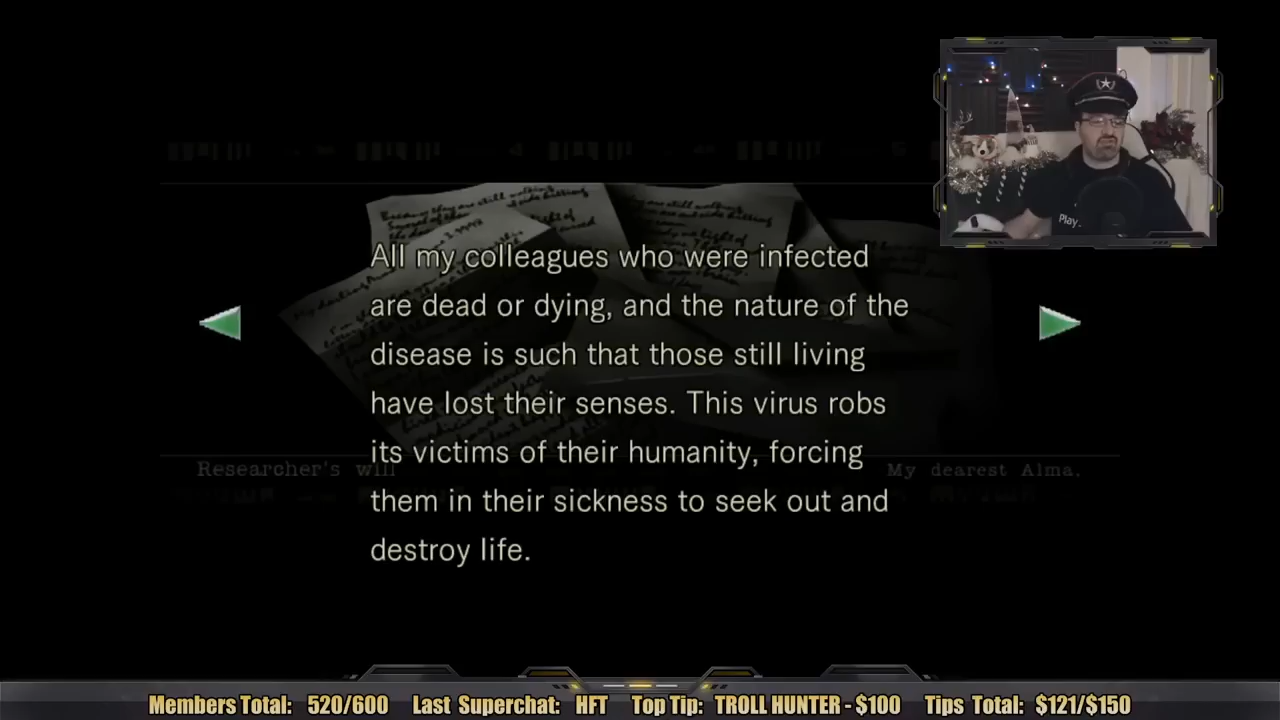 All my colleagues who were infected
are dead or dying, and the nature of the
disease is such that those still living
have lost their senses. This virus robs
its victims of their humanity, forcing
them in their sickness to seek out and
destroy life.
Researcher's will
My dearest Alma.
Play
Members Total: 520/600 Last Superchat: HFT Top Tip: TROLL HUNTER - $100 Tips Total: $121/$150